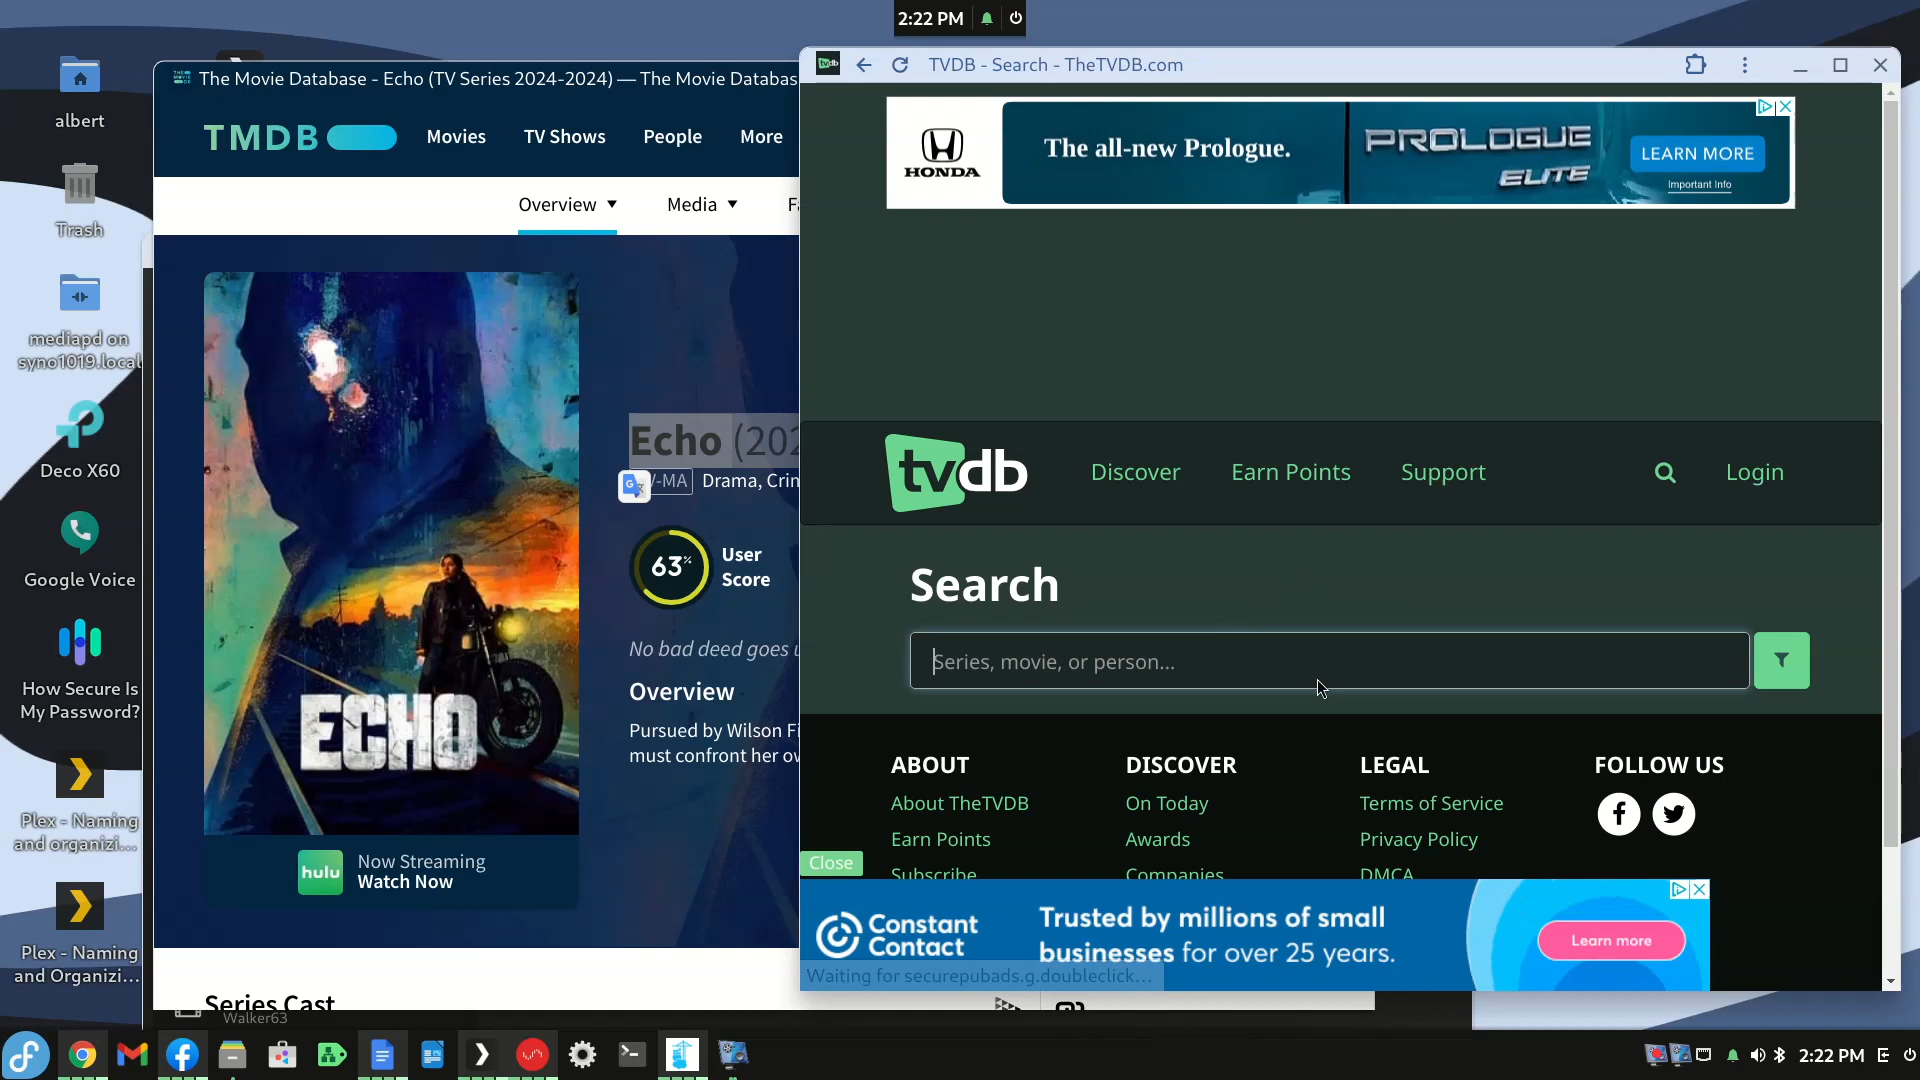 2:22 PM
albert
Trash
mediapd on
syno1019.local
Deco X60
Google Voice
How Secure Is
My Password?
Plex - Naming
and organizi...
Plex - Naming
and Organizi...
The Movie Database - Echo (TV Series 2024-2024) — The Movie Databas
TMDB
Movies
TV Shows
People
More
Overview
Media
Echo (202
V-MA
Drama, Crin
63%
User
Score
No bad deed goes
Overview
Pursued by Wilson Fi
must confront her ow
ECHO
hulu
Now Streaming
Watch Now
Series Cast
Walker63
tvdb
TVDB - Search - TheTVDB.com
HONDA
The all-new Prologue.
PROLOGUE
ELITE
LEARN MORE
Important Info
tvdb
Discover
Earn Points
Support
Login
Search
Series, movie, or person...
ABOUT
About TheTVDB
Earn Points
Subscribe
DISCOVER
On Today
Awards
Companies
LEGAL
Terms of Service
Privacy Policy
DMCA
FOLLOW US
Close
Constant
Contact
Trusted by millions of small
businesses for over 25 years.
Learn more
Waiting for securepubads.g.doubleclick...
2:22 PM